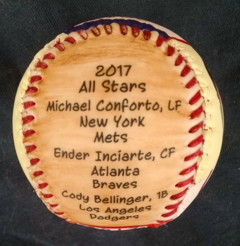 2017
All Stars
Michael Conforto, LF
New York
Mets
Ender Inciarte, CF
Atlanta
Braves
Cody Bellinger, 1B
Los Angeles
Dodgers